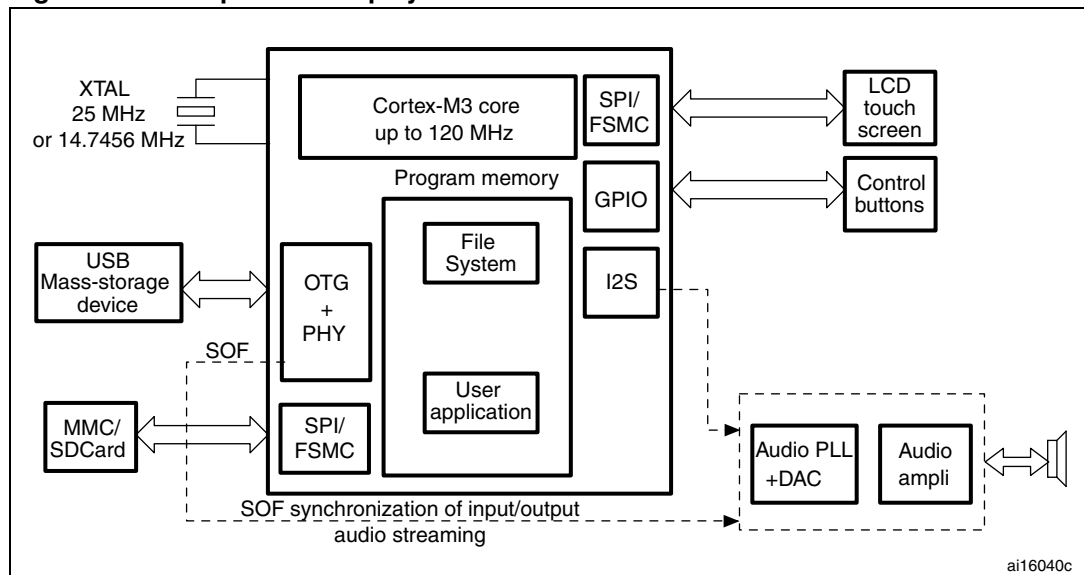 XTAL
25 MHz
or 14.7456 MHz
Cortex-M3 core
up to 120 MHz
SPI/
FSMC
LCD
touch
screen
Program memory
GPIO
Control
buttons
File
System
USB
Mass-storage
device
OTG
+
PHY
I2S
SOF
User
application
MMC/
SDCard
SPI/
FSMC
Audio PLL
+DAC
Audio
ampli
SOF synchronization of input/output
audio streaming
ai16040c